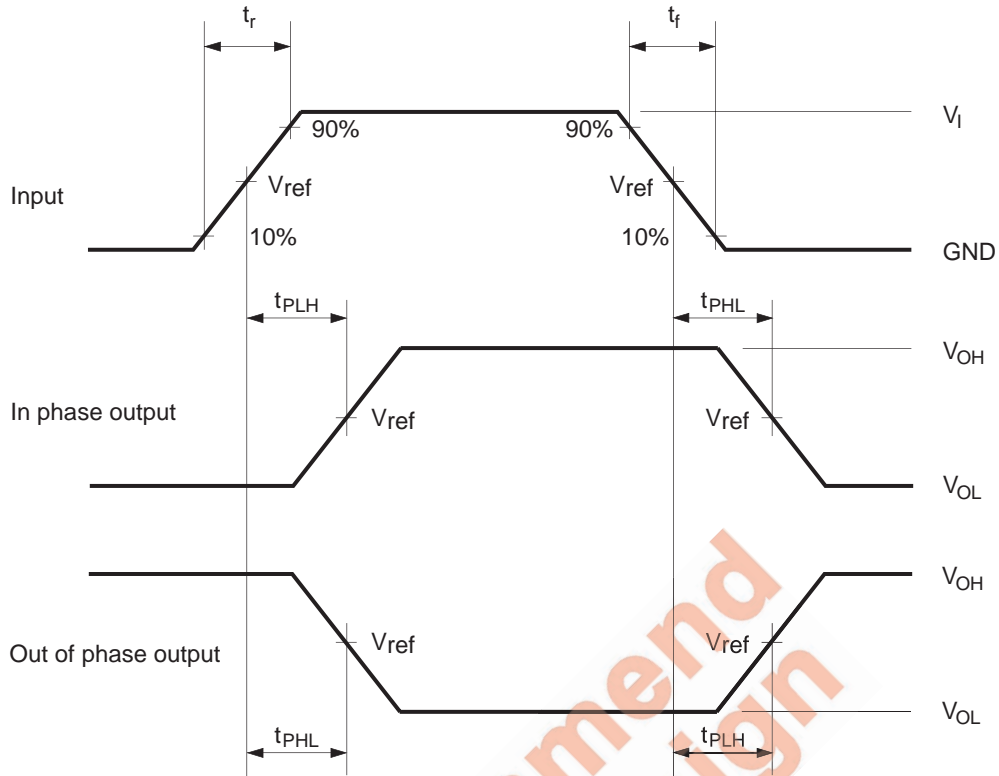 tr
tf
VI
90%
90%
Input
Vref
Vref
10%
10%
GND
tPLH
tPHL
VOH
In phase output
Vref
Vref
VOL
VOH
Out of phase output
Vref
Vref
VOL
tPHL
tPLH